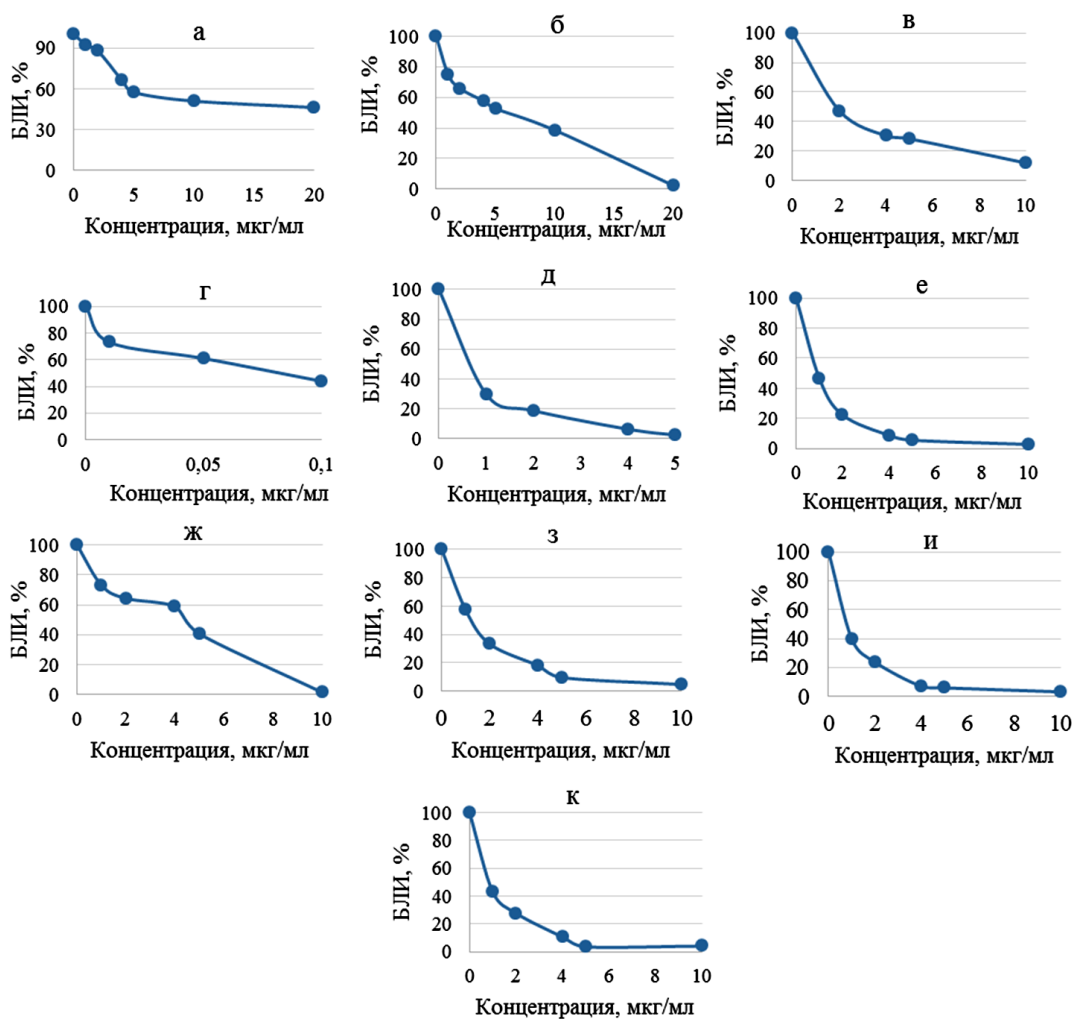 а
БЛИ, %
90
60
30
0
0 5 10 15 20
Концентрация, мкг/мл
б
БЛИ, %
100
80
60
40
20
0
0 5 10 15 20
Концентрация, мкг/мл
в
БЛИ, %
100
80
60
40
20
0
0 2 4 6 8 10
Концентрация, мкг/мл
г
БЛИ, %
100
80
60
40
20
0
0 0,05 0,1
Концентрация, мкг/мл
д
БЛИ, %
100
80
60
40
20
0
0 1 2 3 4 5
Концентрация, мкг/мл
е
БЛИ, %
100
80
60
40
20
0
0 2 4 6 8 10
Концентрация, мкг/мл
ж
БЛИ, %
100
80
60
40
20
0
0 2 4 6 8 10
Концентрация, мкг/мл
з
БЛИ, %
100
80
60
40
20
0
0 2 4 6 8 10
Концентрация, мкг/мл
и
БЛИ, %
100
80
60
40
20
0
0 2 4 6 8 10
Концентрация, мкг/мл
к
БЛИ, %
100
80
60
40
20
0
0 2 4 6 8 10
Концентрация, мкг/мл